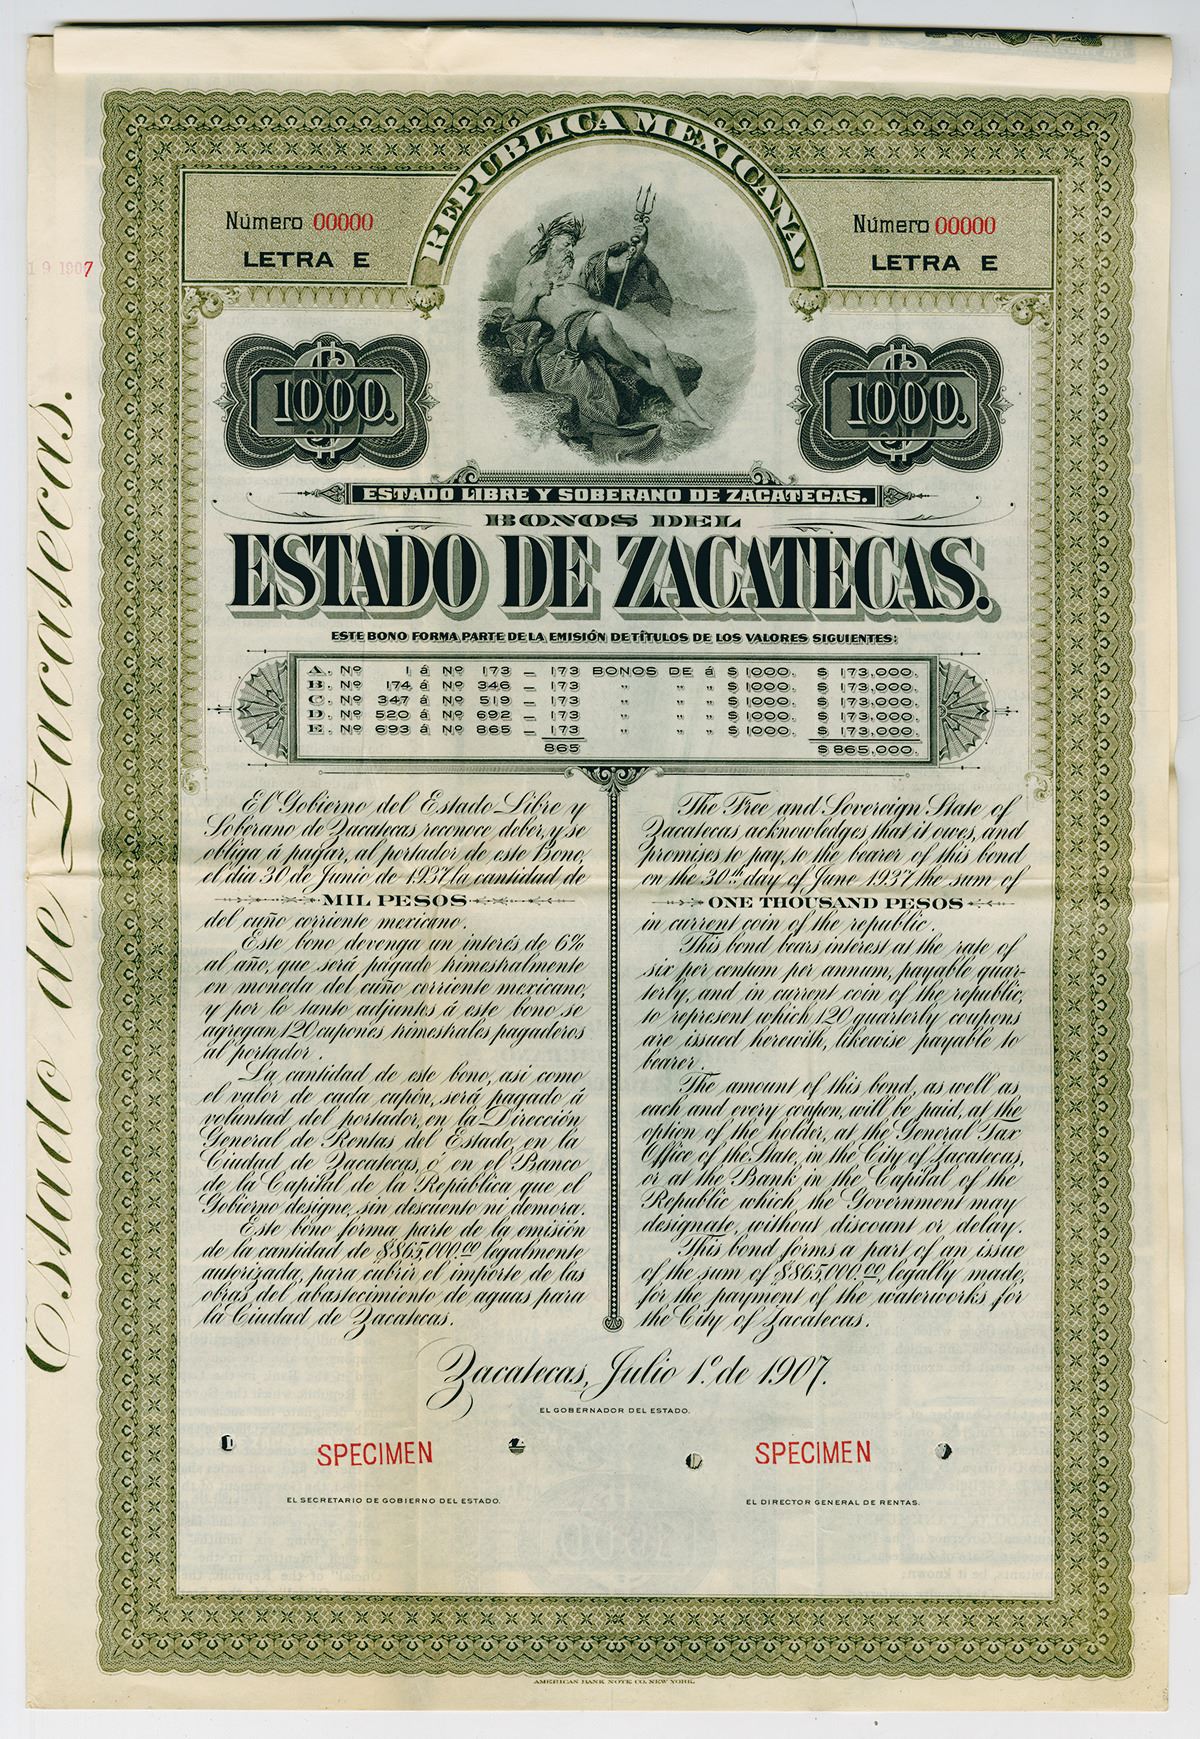 REPUBLICA MEXICANA.
Número 00000
LETRA E
Número 00000
LETRA E
19 1907
1000.
1000.
ESTADO LIBRE Y SOBERANO DE ZACATECAS.
BONOS DEL
ESTADO DE ZACATECAS.
ESTE BONO FORMA PARTE DE LA EMISIÓN DE TÍTULOS DE LOS VALORES SIGUIENTES:
A. Nº 1 á Nº 173 — 173 BONOS DE á $ 1000. $ 173,000.
B. Nº 174 á Nº 346 — 173 " " " $ 1000. $ 173,000.
C. Nº 347 á Nº 519 — 173 " " " $ 1000. $ 173,000.
D. Nº 520 á Nº 692 — 173 " " " $ 1000. $ 173,000.
E. Nº 693 á Nº 865 — 173 " " " $ 1000. $ 173,000.
865 $ 865,000.
El Gobierno del Estado Libre y
Soberano de Zacatecas reconoce deber, y se
obliga á pagar, al portador de este Bono,
el dia 30 de Junio de 1937 la cantidad de
MIL PESOS
del cuño corriente mexicano.
Este bono devenga un interés de 6%
al año, que será pagado trimestralmente
en moneda del cuño corriente mexicano,
y por lo tanto adjuntos á este bono se
agregan 120 cupones trimestrales pagaderos
al portador.
La cantidad de este bono, asi como
el valor de cada cupón, será pagado á
voluntad del portador, en la Dirección
General de Rentas del Estado, en la
Ciudad de Zacatecas, ó en el Banco
de la Capital de la República que el
Gobierno designe, sin descuento ni demora.
Este bono forma parte de la emisión
de la cantidad de $865,000.00 legalmente
autorizada, para cubrir el importe de las
obras del abastecimiento de aguas para
la Ciudad de Zacatecas.
The Free and Sovereign State of
Zacatecas, acknowledges that it owes, and
promises to pay, to the bearer of this bond
on the 30th day of June 1937 the sum of
ONE THOUSAND PESOS
in current coin of the republic.
This bond bears interest at the rate of
six per centum per annum, payable quar-
terly, and in current coin of the republic,
to represent which 120 quarterly coupons
are issued herewith, likewise payable to
bearer.
The amount of this bond, as well as
each and every coupon, will be paid, at the
option of the holder, at the General Tax
Office of the State, in the City of Zacatecas,
or at the Bank in the Capital of the
Republic which the Government may
designate, without discount or delay.
This bond forms a part of an issue
of the sum of $865,000.00 legally made,
for the payment of the waterworks for
the City of Zacatecas.
Zacatecas, Julio 1º de 1907.
EL GOBERNADOR DEL ESTADO.
SPECIMEN
SPECIMEN
EL SECRETARIO DE GOBIERNO DEL ESTADO.
EL DIRECTOR GENERAL DE RENTAS.
AMERICAN BANK NOTE CO. NEW YORK.
Estado de Zacatecas.